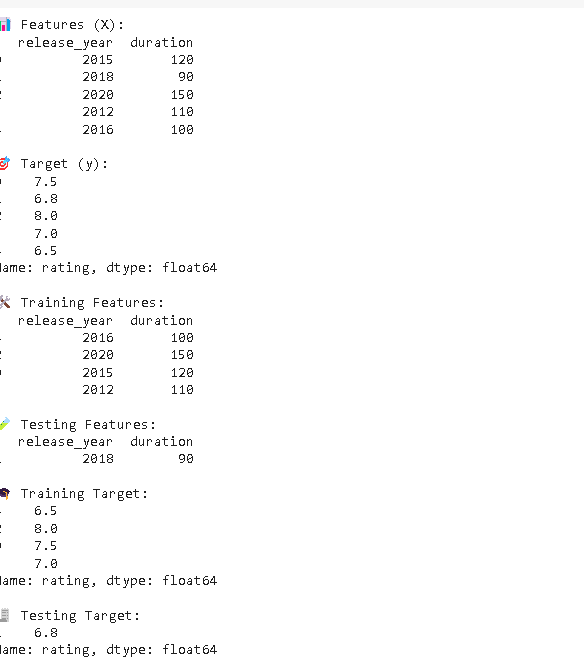 📊 Features (X):
release_year duration
2015 120
2018 90
2020 150
2012 110
2016 100
🎯 Target (y):
7.5
6.8
8.0
7.0
6.5
ame: rating, dtype: float64
🛠 Training Features:
release_year duration
2016 100
2020 150
2015 120
2012 110
🧪 Testing Features:
release_year duration
2018 90
🎓 Training Target:
6.5
8.0
7.5
7.0
ame: rating, dtype: float64
🧾 Testing Target:
6.8
ame: rating, dtype: float64